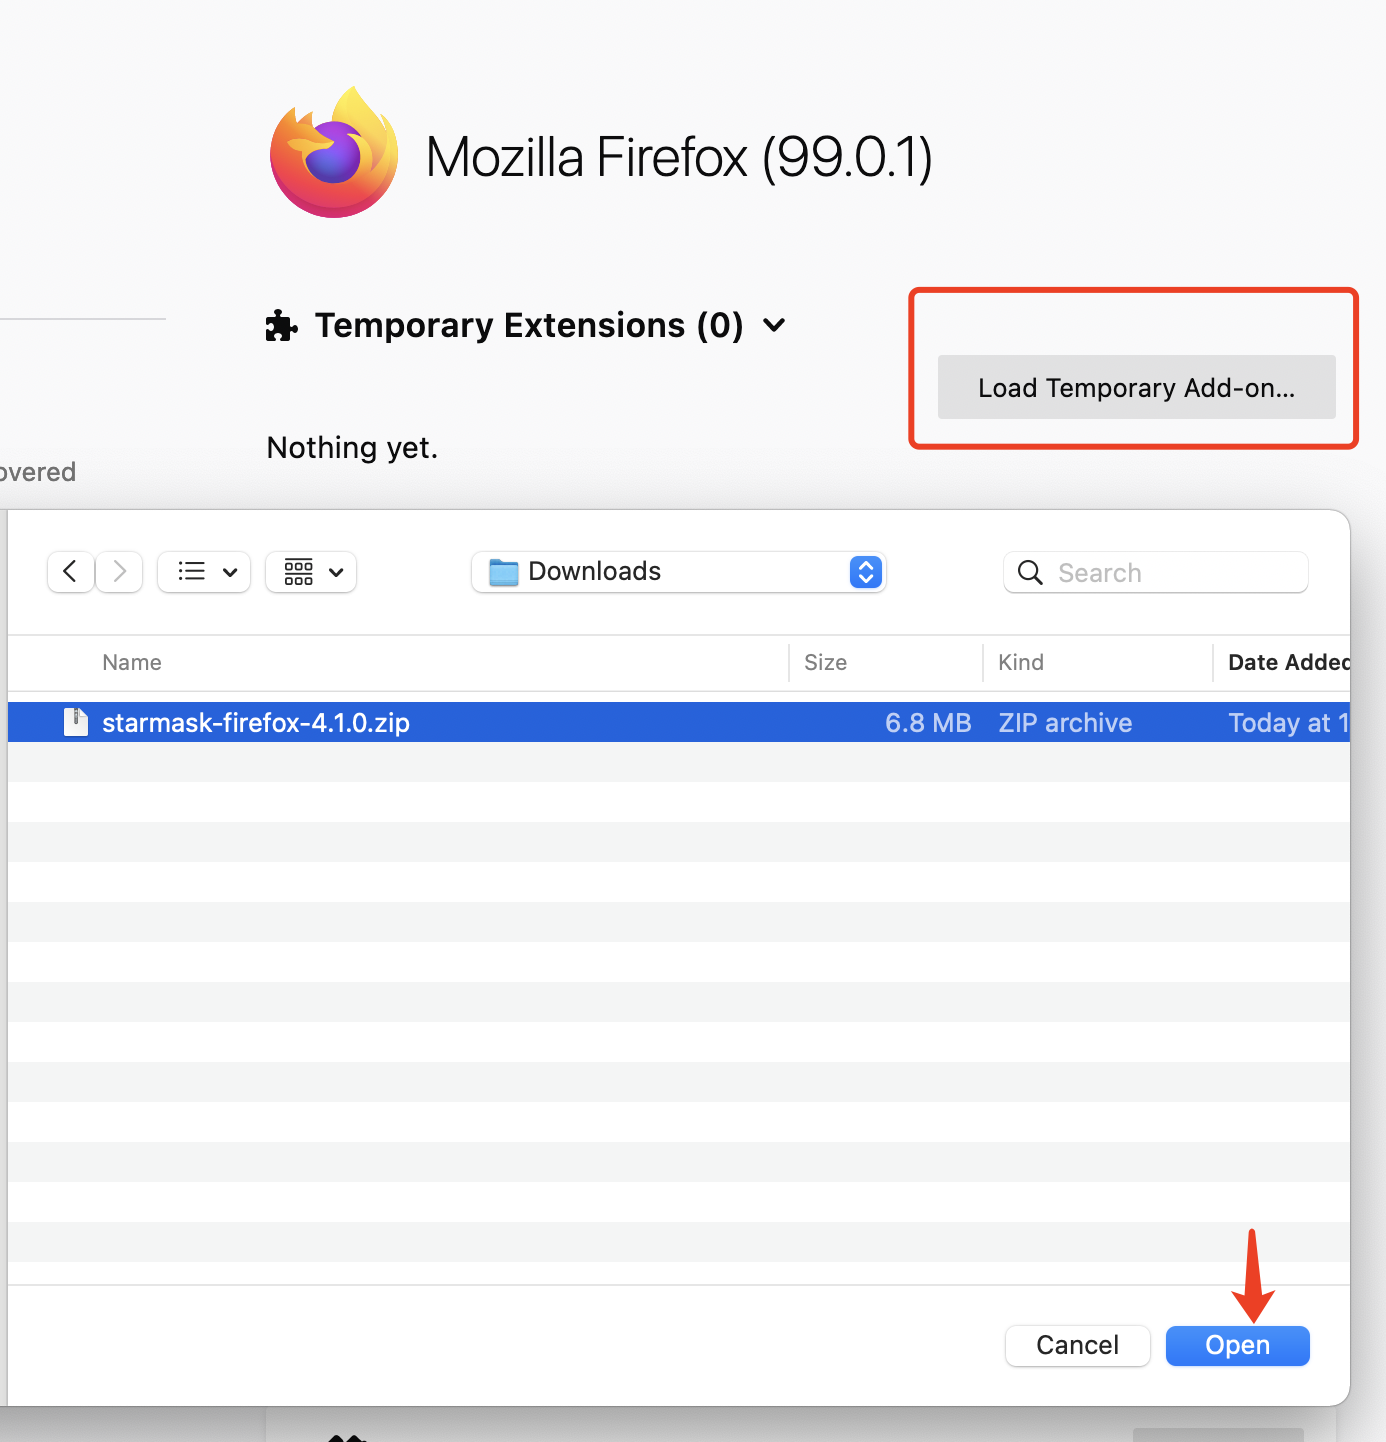 Mozilla Firefox (99.0.1)
Temporary Extensions (0)
Load Temporary Add-on...
Nothing yet.
overed
Downloads
Search
Name Size Kind Date Added
starmask-firefox-4.1.0.zip 6.8 MB ZIP archive Today at 1
Cancel Open